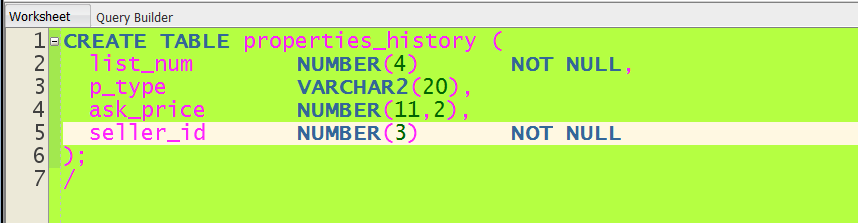 Worksheet Query Builder
1 CREATE TABLE properties_history (
2 list_num NUMBER(4) NOT NULL,
3 p_type VARCHAR2(20),
4 ask_price NUMBER(11,2),
5 seller_id NUMBER(3) NOT NULL
6 );
7 /